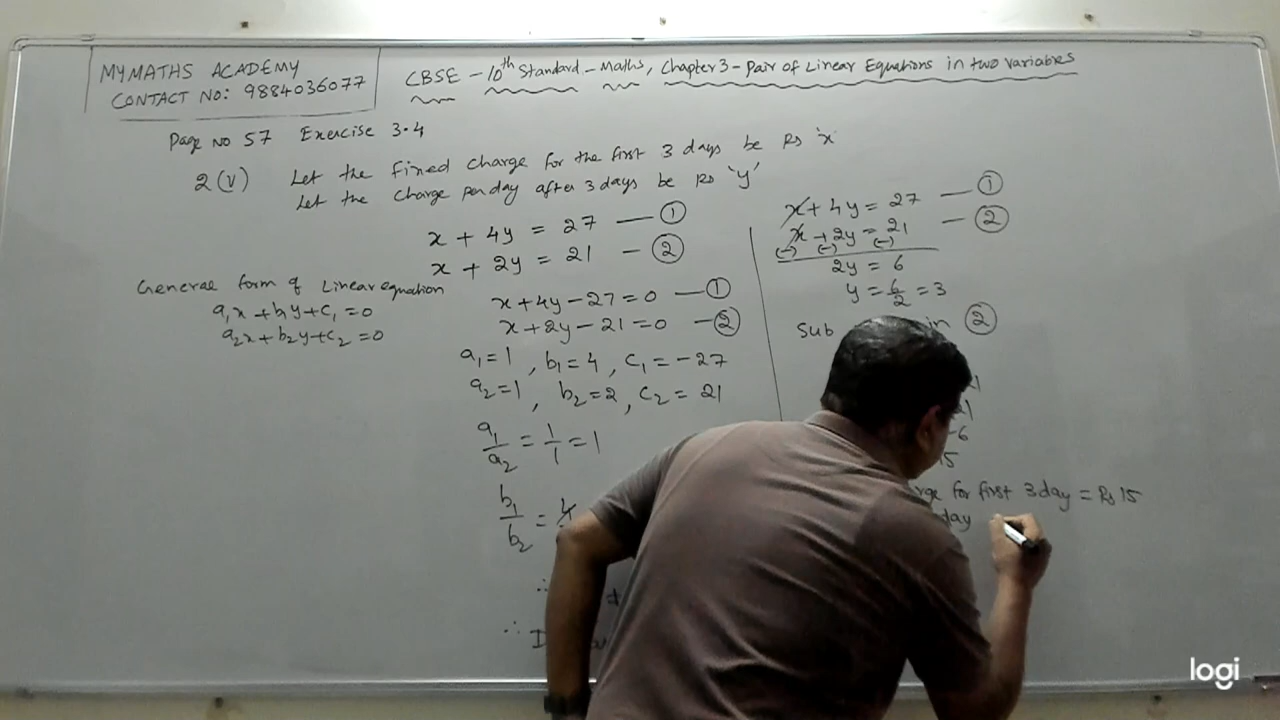 MYMATHS ACADEMY
CONTACT NO: 9884036077
CBSE - 10th Standard - Maths, Chapter 3 - Pair of Linear Equations in two variables
Page No 57 Exercise 3.4
2(V) Let the fixed charge for the first 3 days be Rs 'x'
Let the charge per day after 3 days be Rs 'y'
x + 4y = 27 — ①
x + 2y = 21 — ②
General form of Linear equation
a₁x + b₁y + c₁ = 0
a₂x + b₂y + c₂ = 0
x + 4y - 27 = 0 — ①
x + 2y - 21 = 0 — ②
a₁ = 1 , b₁ = 4 , c₁ = -27
a₂ = 1 , b₂ = 2 , c₂ = 21
a₁/a₂ = 1/1 = 1
b₁/b₂ = 4
∴
∴ D
x + 4y = 27 — ①
x + 2y = 21 — ②
(-) (-) (-)
2y = 6
y = 6/2 = 3
Sub in ②
for first 3 day = Rs 15
day
logi